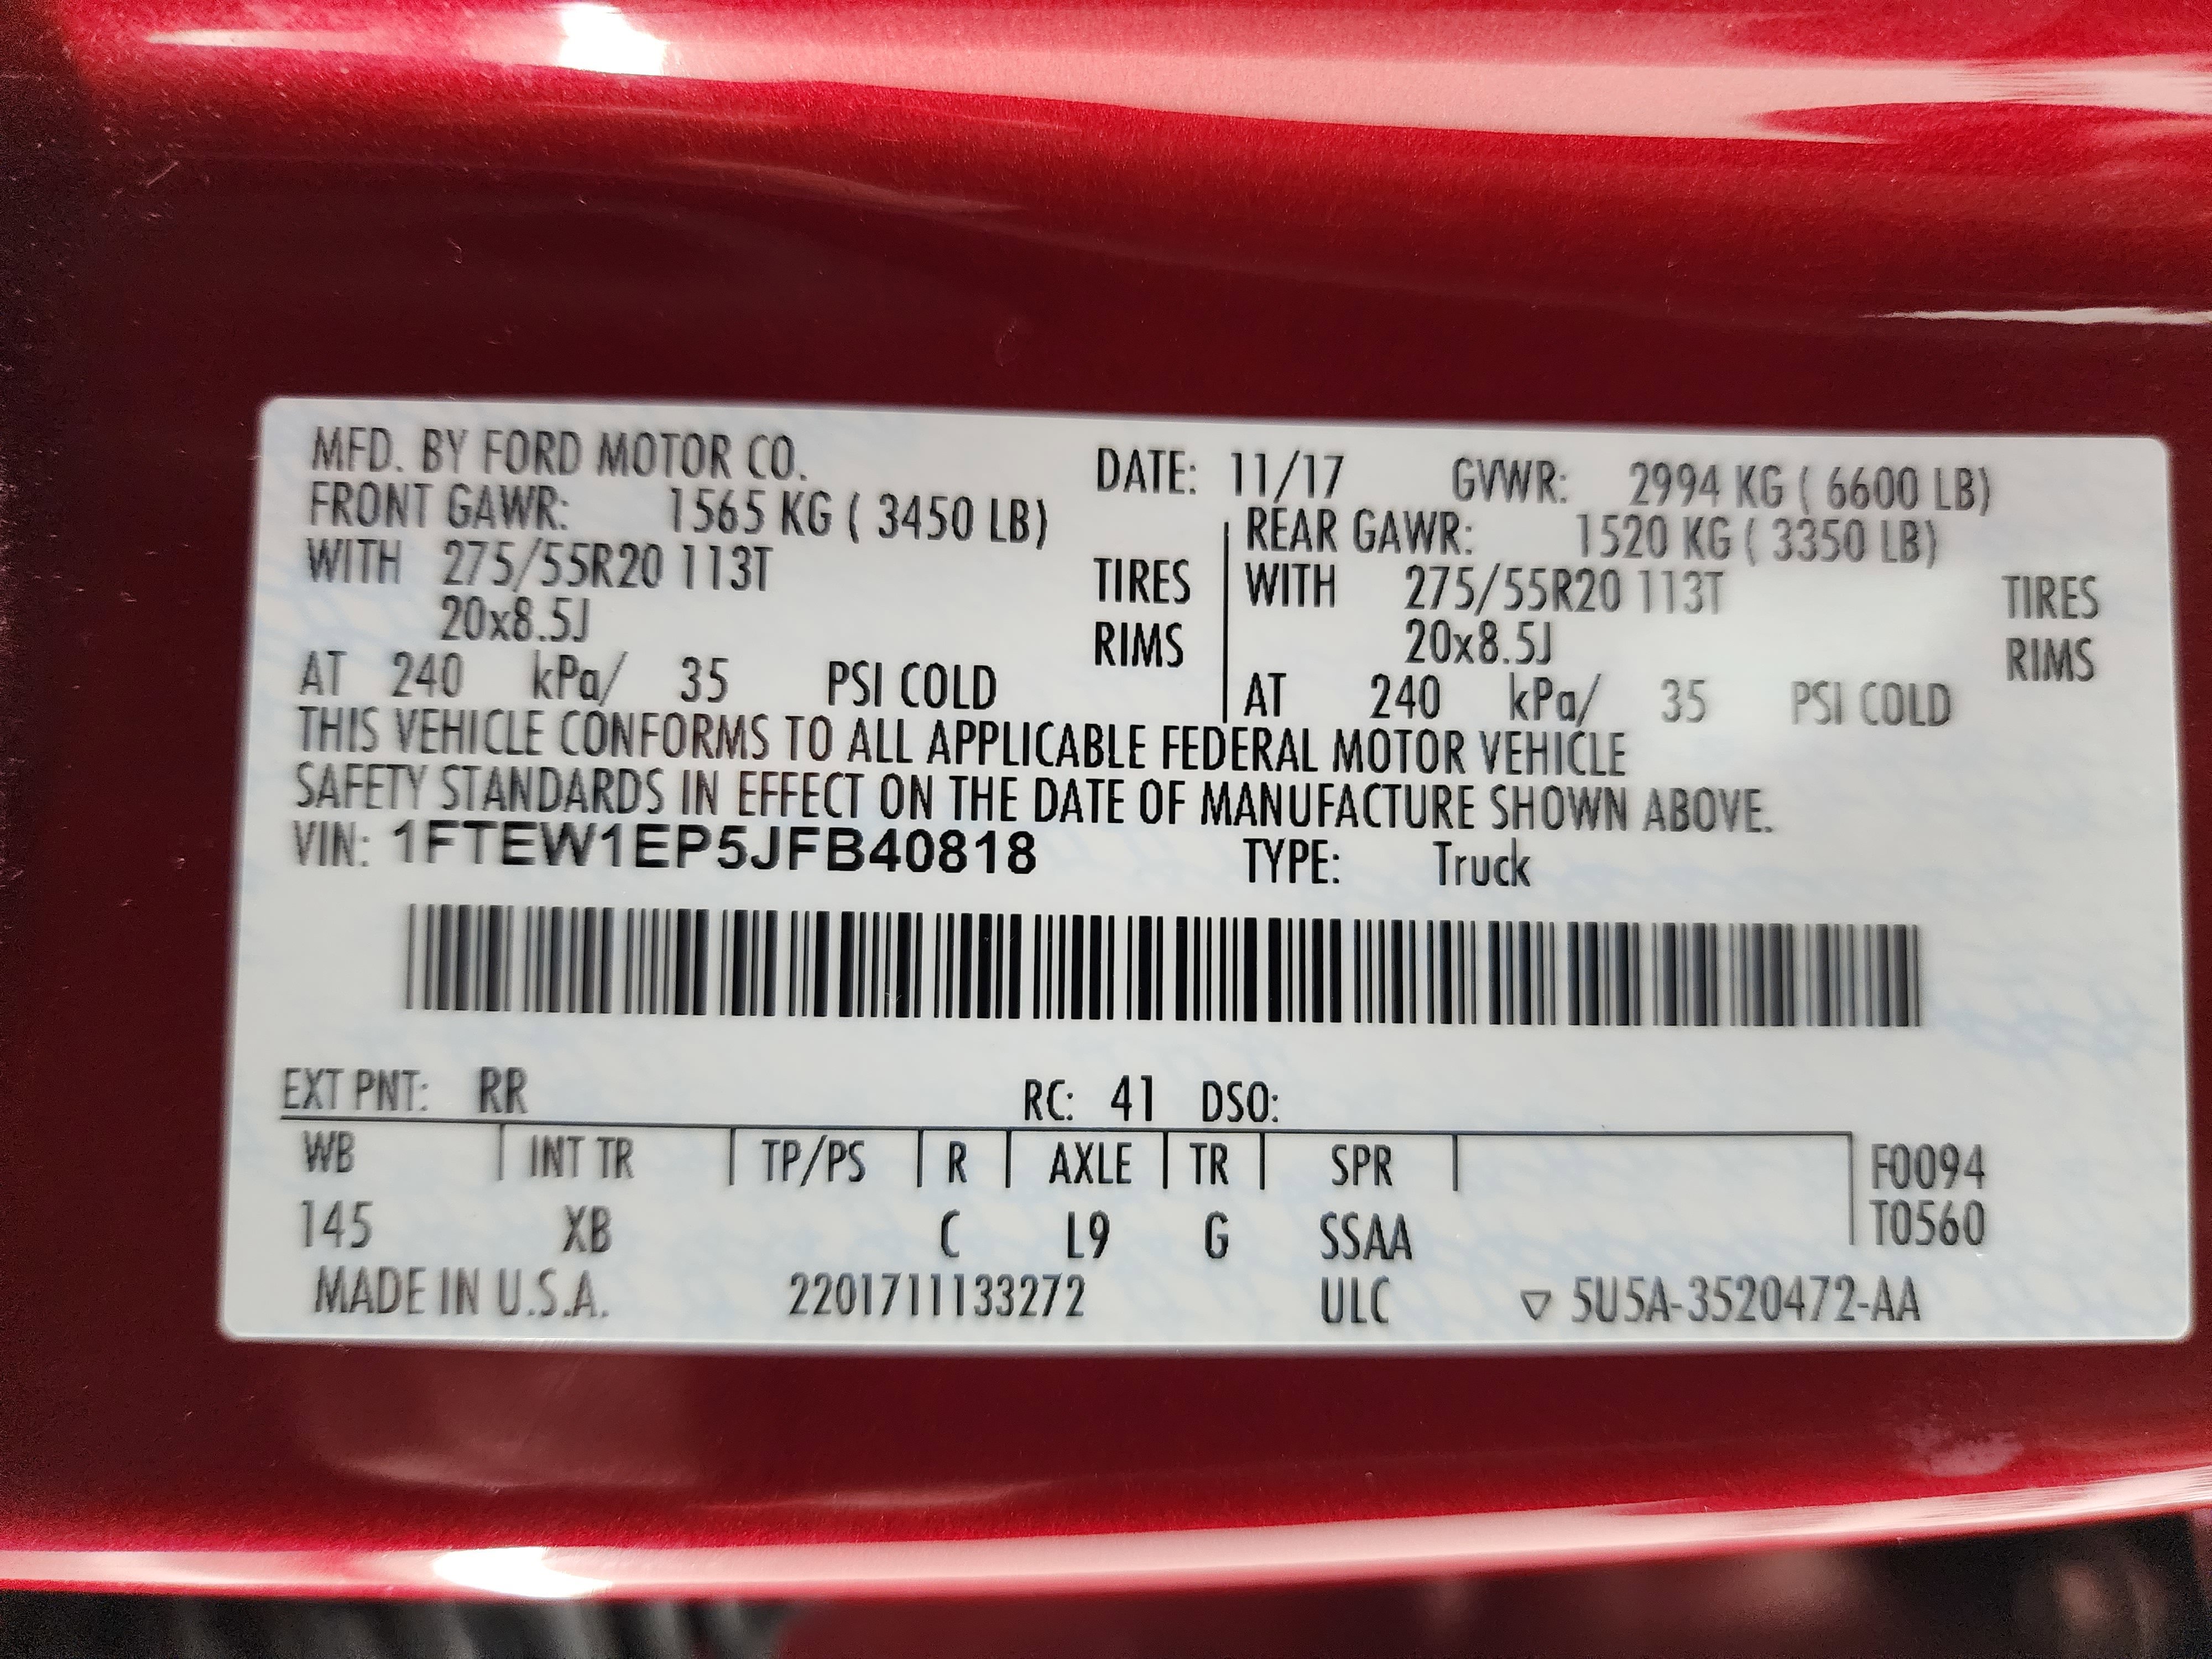 MFD. BY FORD MOTOR CO. DATE: 11/17 GVWR: 2994 KG ( 6600 LB)
FRONT GAWR: 1565 KG ( 3450 LB) REAR GAWR: 1520 KG ( 3350 LB)
WITH 275/55R20 113T TIRES WITH 275/55R20 113T TIRES
20x8.5J RIMS 20x8.5J RIMS
AT 240 kPa/ 35 PSI COLD AT 240 kPa/ 35 PSI COLD
THIS VEHICLE CONFORMS TO ALL APPLICABLE FEDERAL MOTOR VEHICLE
SAFETY STANDARDS IN EFFECT ON THE DATE OF MANUFACTURE SHOWN ABOVE.
VIN: 1FTEW1EP5JFB40818 TYPE: Truck
EXT PNT: RR RC: 41 DSO:
WB INT TR TP/PS R AXLE TR SPR F0094
145 XB C L9 G SSAA T0560
MADE IN U.S.A. 2201711133272 ULC ▽ 5U5A-3520472-AA